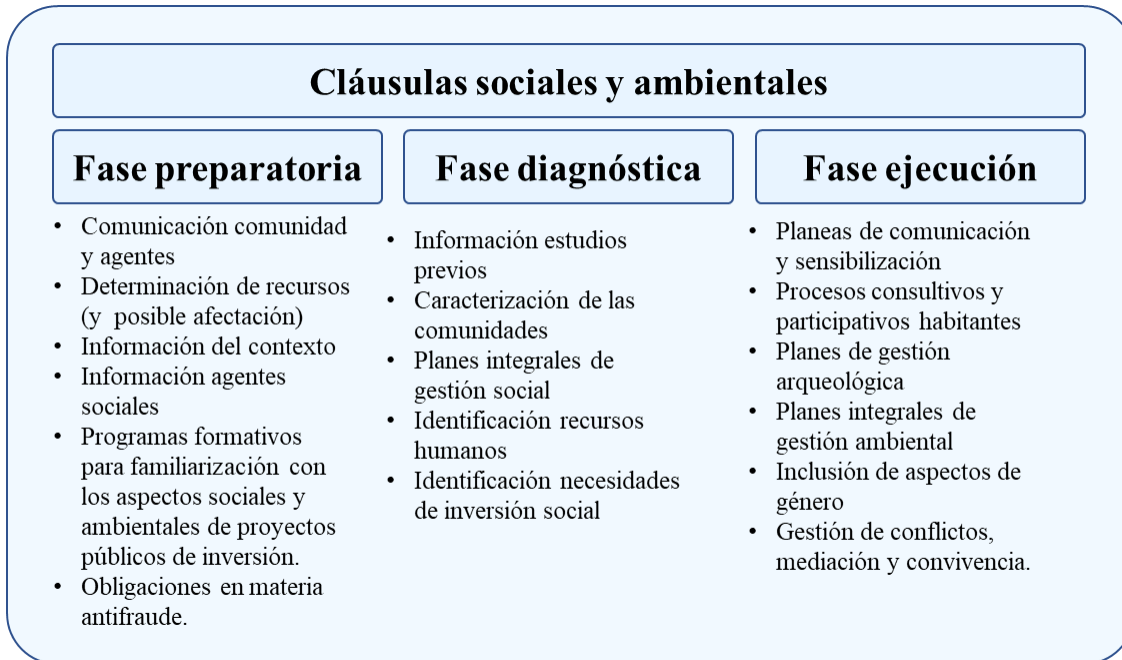 Cláusulas sociales y ambientales
Fase preparatoria
• Comunicación comunidad
y agentes
• Determinación de recursos
(y posible afectación)
• Información del contexto
• Información agentes
sociales
• Programas formativos
para familiarización con
los aspectos sociales y
ambientales de proyectos
públicos de inversión.
• Obligaciones en materia
antifraude.
Fase diagnóstica
• Información estudios
previos
• Caracterización de las
comunidades
• Planes integrales de
gestión social
• Identificación recursos
humanos
• Identificación necesidades
de inversión social
Fase ejecución
• Planeas de comunicación
y sensibilización
• Procesos consultivos y
participativos habitantes
• Planes de gestión
arqueológica
• Planes integrales de
gestión ambiental
• Inclusión de aspectos de
género
• Gestión de conflictos,
mediación y convivencia.